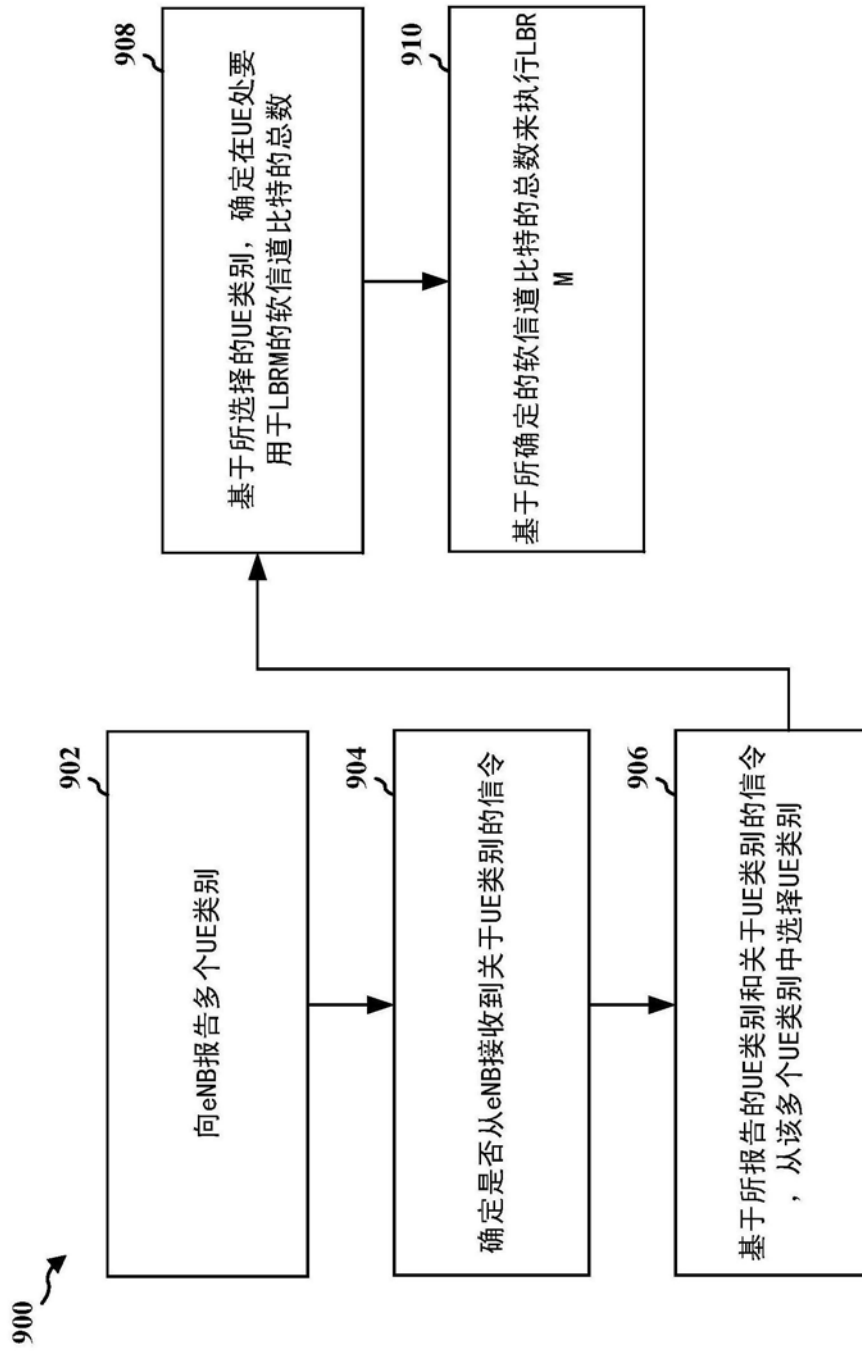 900
902
向eNB报告多个UE类别
904
确定是否从eNB接收到关于UE类别的信令
906
基于所报告的UE类别和关于UE类别的信令
，从该多个UE类别中选择UE类别
908
基于所选择的UE类别，确定在UE处要
用于LBRM的软信道比特的总数
910
基于所确定的软信道比特的总数来执行LBR
M